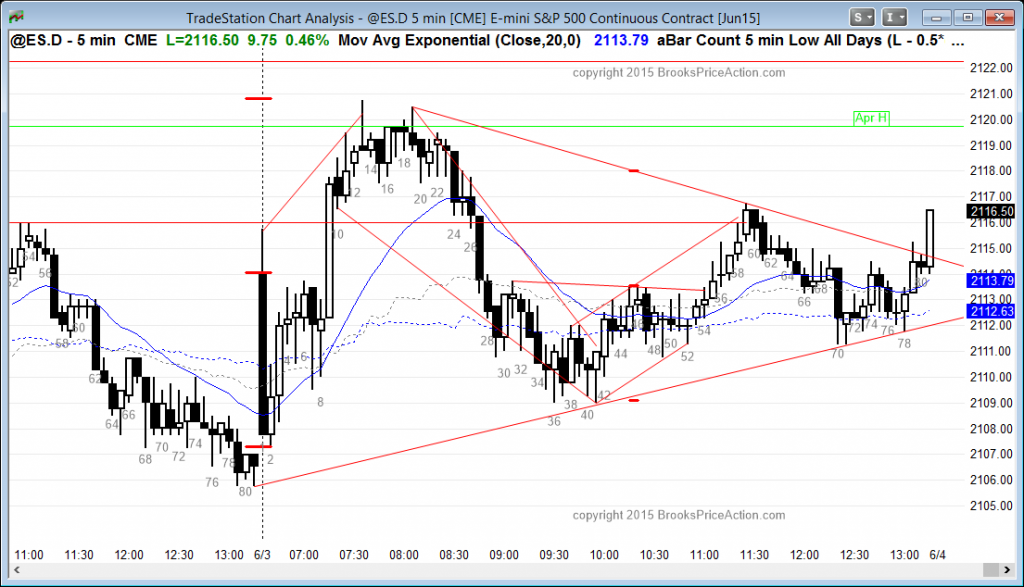 TradeStation Chart Analysis - @ES.D 5 min [CME] E-mini S&P 500 Continuous Contract [Jun15]
S I
@ES.D - 5 min CME L=2116.50 9.75 0.46% Mov Avg Exponential (Close,20,0) 2113.79 aBar Count 5 min Low All Days (L - 0.5* ...
copyright 2015 BrooksPriceAction.com
2122.00
2121.00
Apr H
2120.00
2119.00
2118.00
2117.00
2116.50
2116.00
2115.00
2114.00
2113.79
2113.00
2112.63
2112.00
2111.00
2110.00
2109.00
2108.00
2107.00
2106.00
2105.00
52 54 56 58 60 62 64 66 68 70 72 74 76 78 80
2 4 6 8 10 12 14 16 18 20 22 24 26 28 30 32 34 36 38 40 42 44 46 48 50 52 54 56 58 60 62 64 66 68 70 72 74 76 78 80
copyright 2015 BrooksPriceAction.com
11:00 11:30 12:00 12:30 13:00 6/3 07:00 07:30 08:00 08:30 09:00 09:30 10:00 10:30 11:00 11:30 12:00 12:30 13:00 6/4